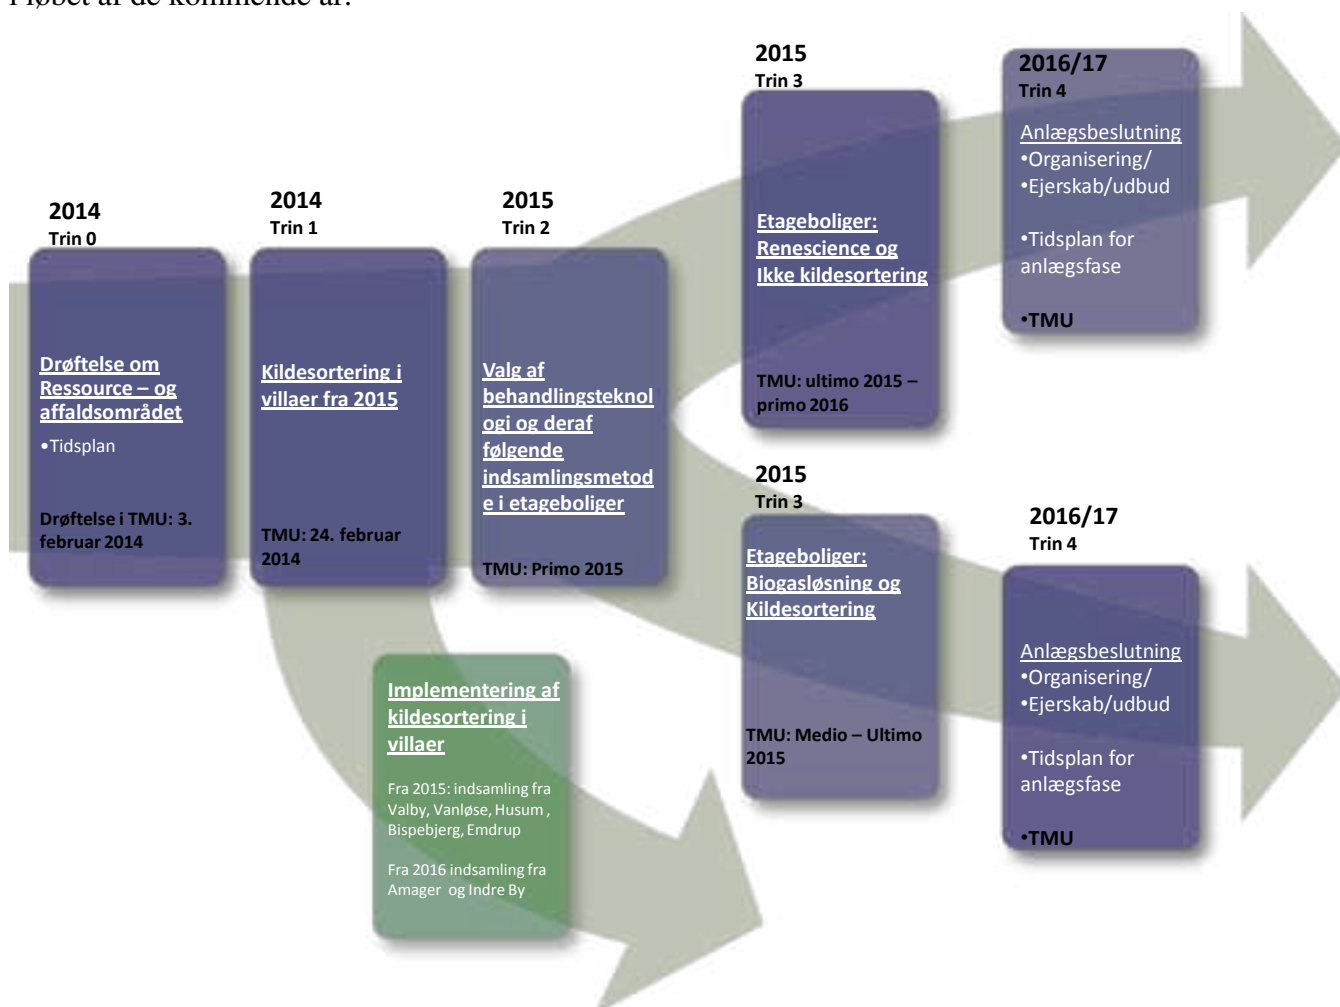 i løbet af de kommende år.
2014
Trin 0
Drøftelse om
Ressource – og
affaldsområdet
•Tidsplan
Drøftelse i TMU: 3.
februar 2014
2014
Trin 1
Kildesortering i
villaer fra 2015
TMU: 24. februar
2014
2015
Trin 2
Valg af
behandlingsteknol
ogi og deraf
følgende
indsamlingsmetod
e i etageboliger
TMU: Primo 2015
2015
Trin 3
Etageboliger:
Renescience og
Ikke kildesortering
TMU: ultimo 2015 –
primo 2016
2016/17
Trin 4
Anlægsbeslutning
•Organisering/
•Ejerskab/udbud
•Tidsplan for
anlægsfase
•TMU
2015
Trin 3
Etageboliger:
Biogasløsning og
Kildesortering
TMU: Medio – Ultimo
2015
2016/17
Trin 4
Anlægsbeslutning
•Organisering/
•Ejerskab/udbud
•Tidsplan for
anlægsfase
•TMU
Implementering af
kildesortering i
villaer
Fra 2015: indsamling fra
Valby, Vanløse, Husum ,
Bispebjerg, Emdrup
Fra 2016 indsamling fra
Amager og Indre By